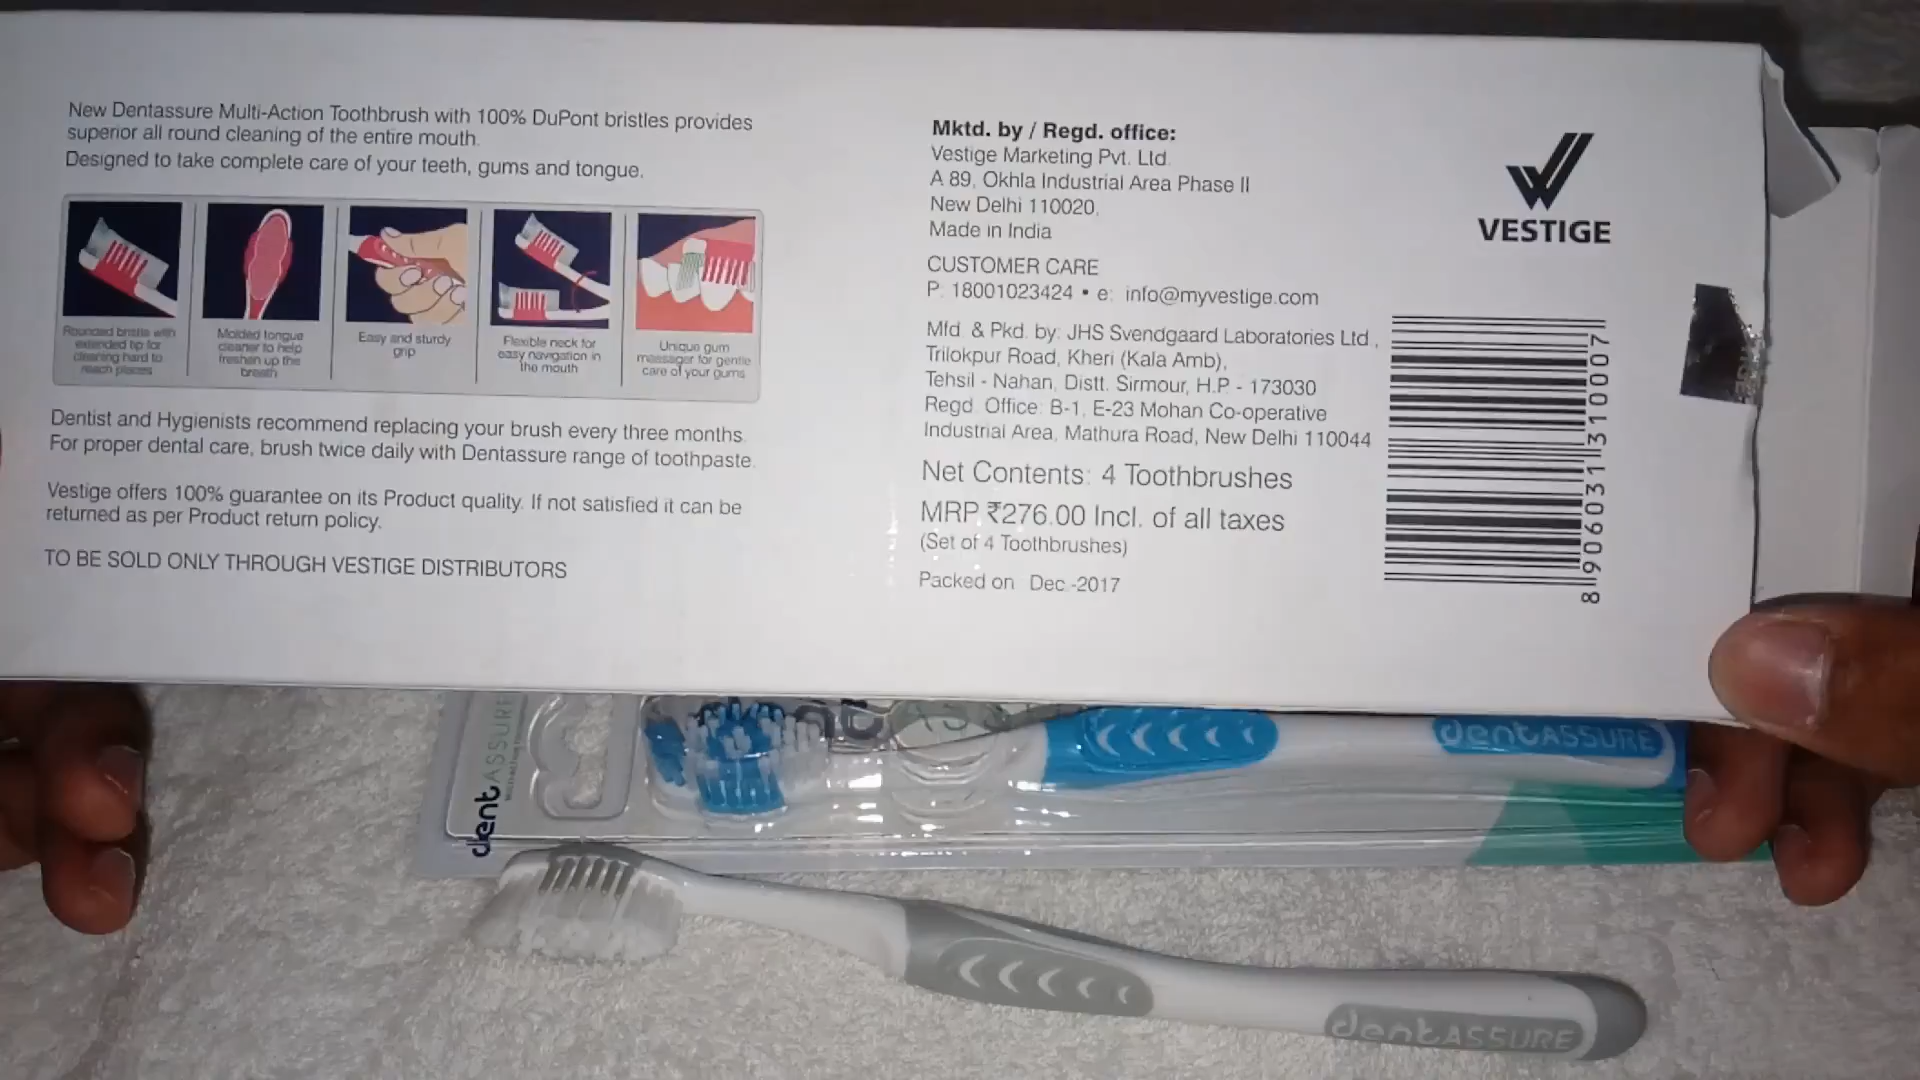 New Dentassure Multi-Action Toothbrush with 100% DuPont bristles provides
superior all round cleaning of the entire mouth.
Designed to take complete care of your teeth, gums and tongue.
Rounded bristle with
extended tip for
cleaning hard to
reach places
Molded tongue
cleaner to help
freshen up the
breath
Easy and sturdy
grip
Flexible neck for
easy navigation in
the mouth
Unique gum
massager for gentle
care of your gums
Dentist and Hygienists recommend replacing your brush every three months.
For proper dental care, brush twice daily with Dentassure range of toothpaste.
Vestige offers 100% guarantee on its Product quality. If not satisfied it can be
returned as per Product return policy.
TO BE SOLD ONLY THROUGH VESTIGE DISTRIBUTORS
Mktd. by / Regd. office:
Vestige Marketing Pvt. Ltd.
A 89, Okhla Industrial Area Phase II
New Delhi 110020,
Made in India
CUSTOMER CARE
P. 18001023424 • e: info@myvestige.com
Mfd. & Pkd. by: JHS Svendgaard Laboratories Ltd.,
Trilokpur Road, Kheri (Kala Amb),
Tehsil - Nahan, Distt. Sirmour, H.P. - 173030
Regd. Office: B-1, E-23 Mohan Co-operative
Industrial Area, Mathura Road, New Delhi 110044
Net Contents: 4 Toothbrushes
MRP ₹276.00 Incl. of all taxes
(Set of 4 Toothbrushes)
Packed on Dec.-2017
VESTIGE
8 906031 310007
dentASSURE
dentASSURE
dentASSURE